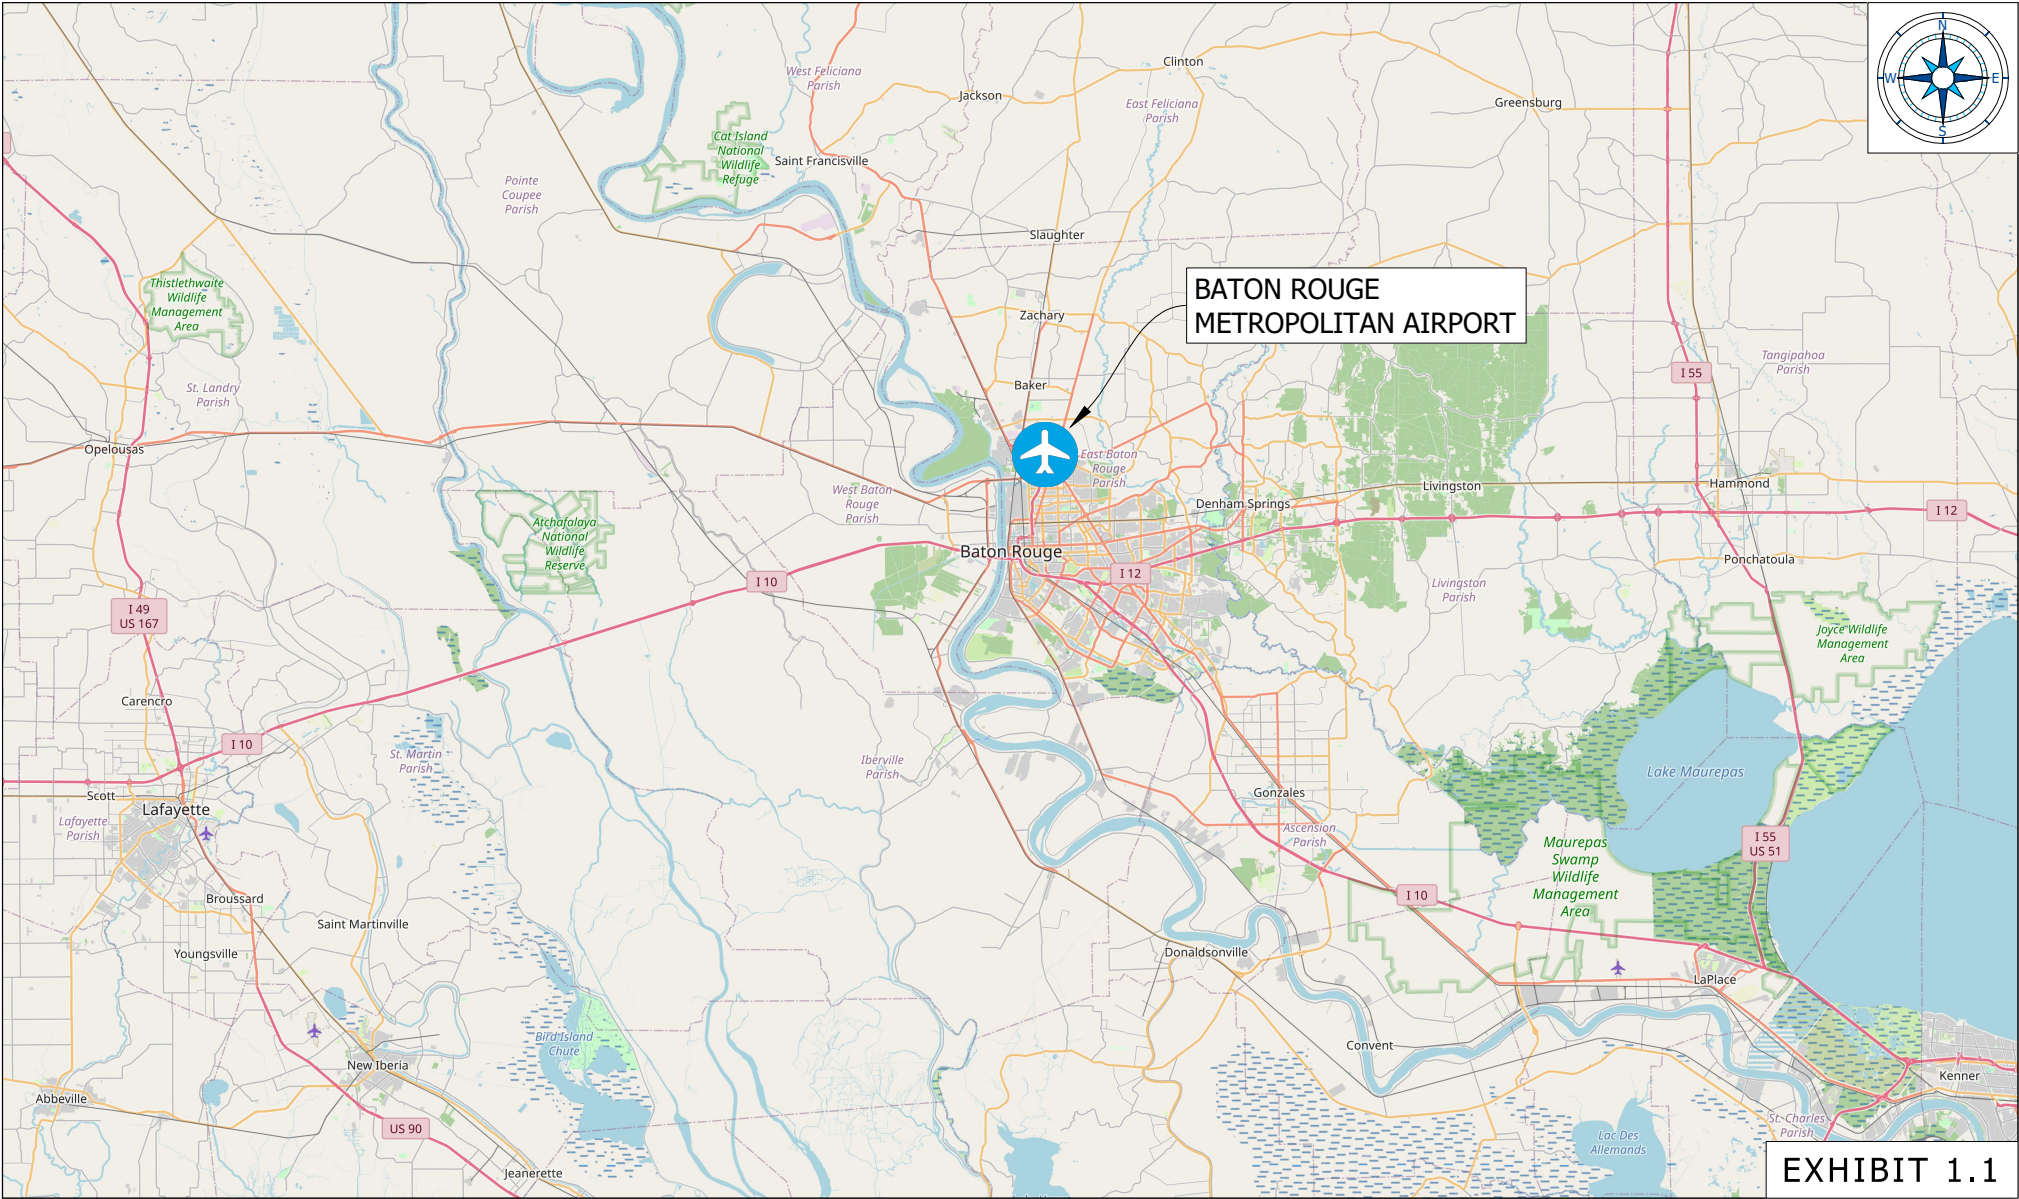 N
W
E
S
Clinton
West Feliciana
Parish
Jackson
East Feliciana
Parish
Greensburg
Cat Island
National
Wildlife
Refuge
Saint Francisville
Pointe
Coupee
Parish
Slaughter
BATON ROUGE
METROPOLITAN AIRPORT
Thistlethwaite
Wildlife
Management
Area
Zachary
Tangipahoa
Parish
I 55
St. Landry
Parish
Baker
Opelousas
East Baton
Rouge
Parish
West Baton
Rouge
Parish
Livingston
Hammond
Denham Springs
I 12
Atchafalaya
National
Wildlife
Reserve
Baton Rouge
Ponchatoula
I 12
I 10
Livingston
Parish
I 49
US 167
Joyce Wildlife
Management
Area
Carencro
I 10
St. Martin
Parish
Iberville
Parish
Lake Maurepas
Scott
Lafayette
Lafayette
Parish
Gonzales
Ascension
Parish
I 55
US 51
Maurepas
Swamp
Wildlife
Management
Area
I 10
Broussard
Saint Martinville
Youngsville
Donaldsonville
LaPlace
Bird Island
Chute
Convent
New Iberia
Kenner
Abbeville
US 90
St. Charles
Parish
Lac Des
Allemands
Jeanerette
EXHIBIT 1.1